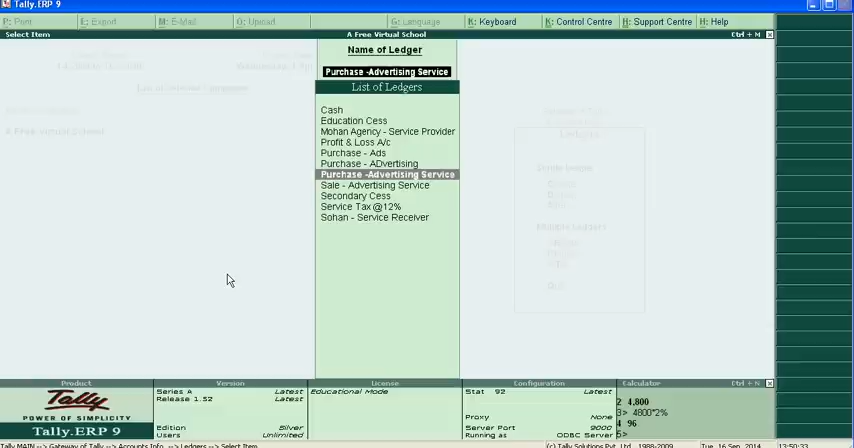 Tally.ERP 9
P: Print E: Export M: E-Mail O: Upload G: Language K: Keyboard K: Control Centre H: Support Centre H: Help
Select Item A Free Virtual School Ctrl + M
Name of Ledger
Purchase -Advertising Service
List of Ledgers
Cash
Education Cess
Mohan Agency - Service Provider
Profit & Loss A/c
Purchase - Ads
Purchase - ADvertising
Purchase -Advertising Service
Sale - Advertising Service
Secondary Cess
Service Tax @12%
Sohan - Service Receiver
A Free Virtual School
Ledgers
Product Version License Configuration Calculator Ctrl + N
Tally
POWER OF SIMPLICITY
Tally.ERP 9
Series A Latest
Release 1.52 Latest
Edition Silver
Users Unlimited
Educational Mode
Stat 92 Latest
Proxy None
Server Port 9000
Running as ODBC Server
2 4,800
3> 4800*2%
4 96
5>
Tally MAIN --> Gateway of Tally --> Accounts Info. --> Ledgers --> Select Item (c) Tally Solutions Pvt. Ltd., 1988-2009 Tue, 16 Sep, 2014 13:50:33